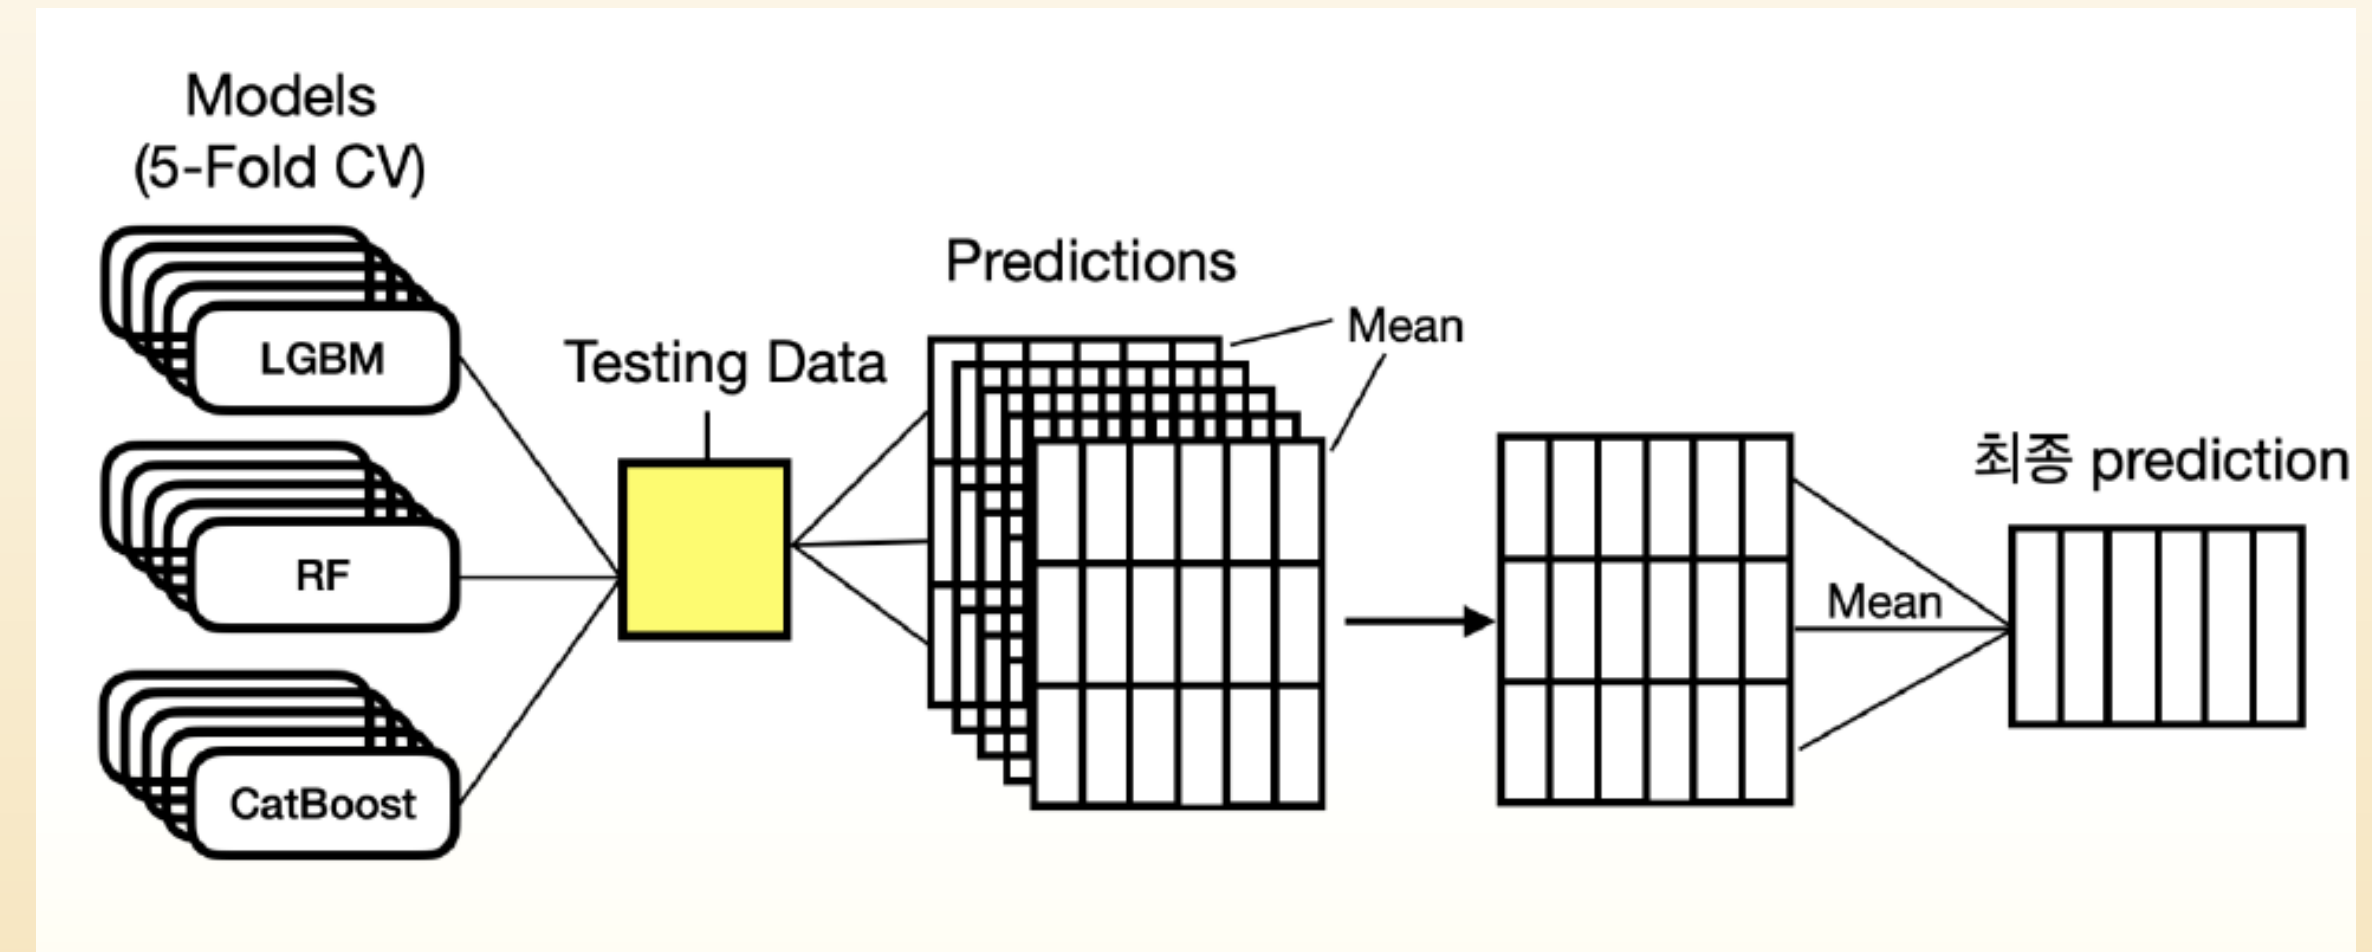 Models
(5-Fold CV)
LGBM
RF
CatBoost
Testing Data
Predictions
Mean
Mean
최종 prediction